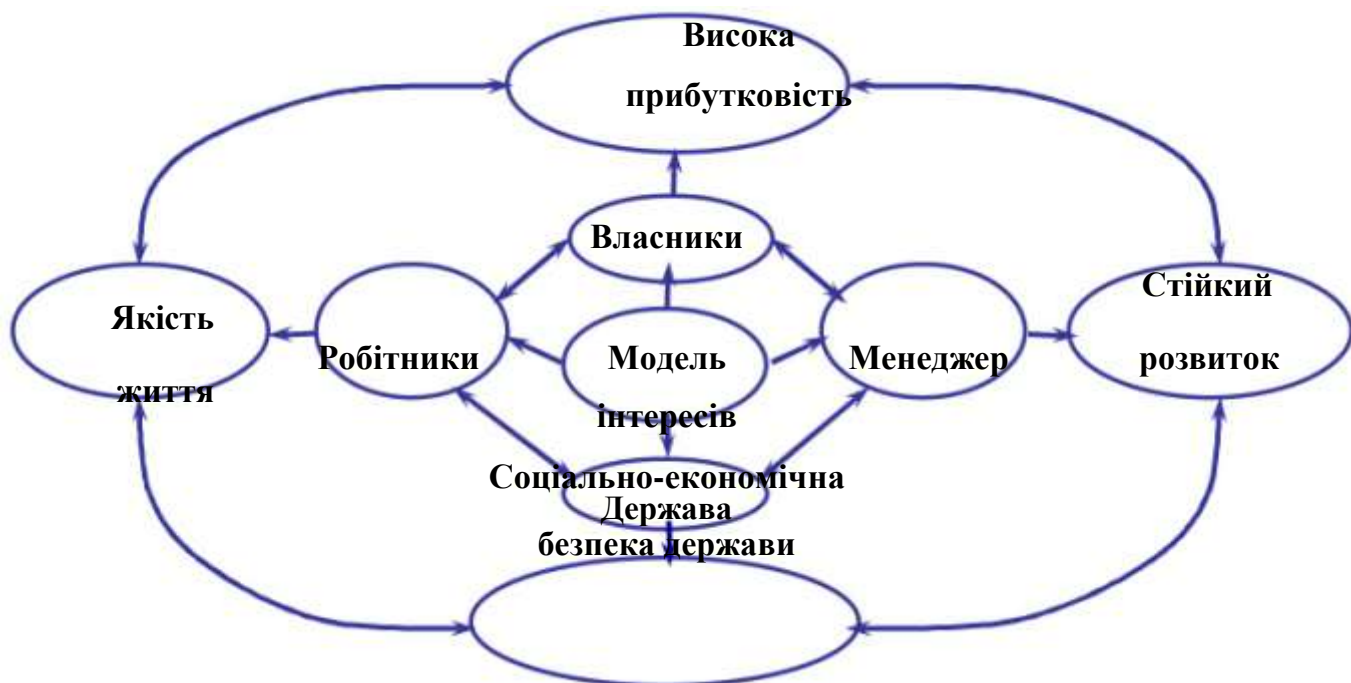 Висока
прибутковість
Власники
Якість
життя
Робітники
Модель
інтересів
Менеджер
Стійкий
розвиток
Соціально-економічна
Держава
безпека держави